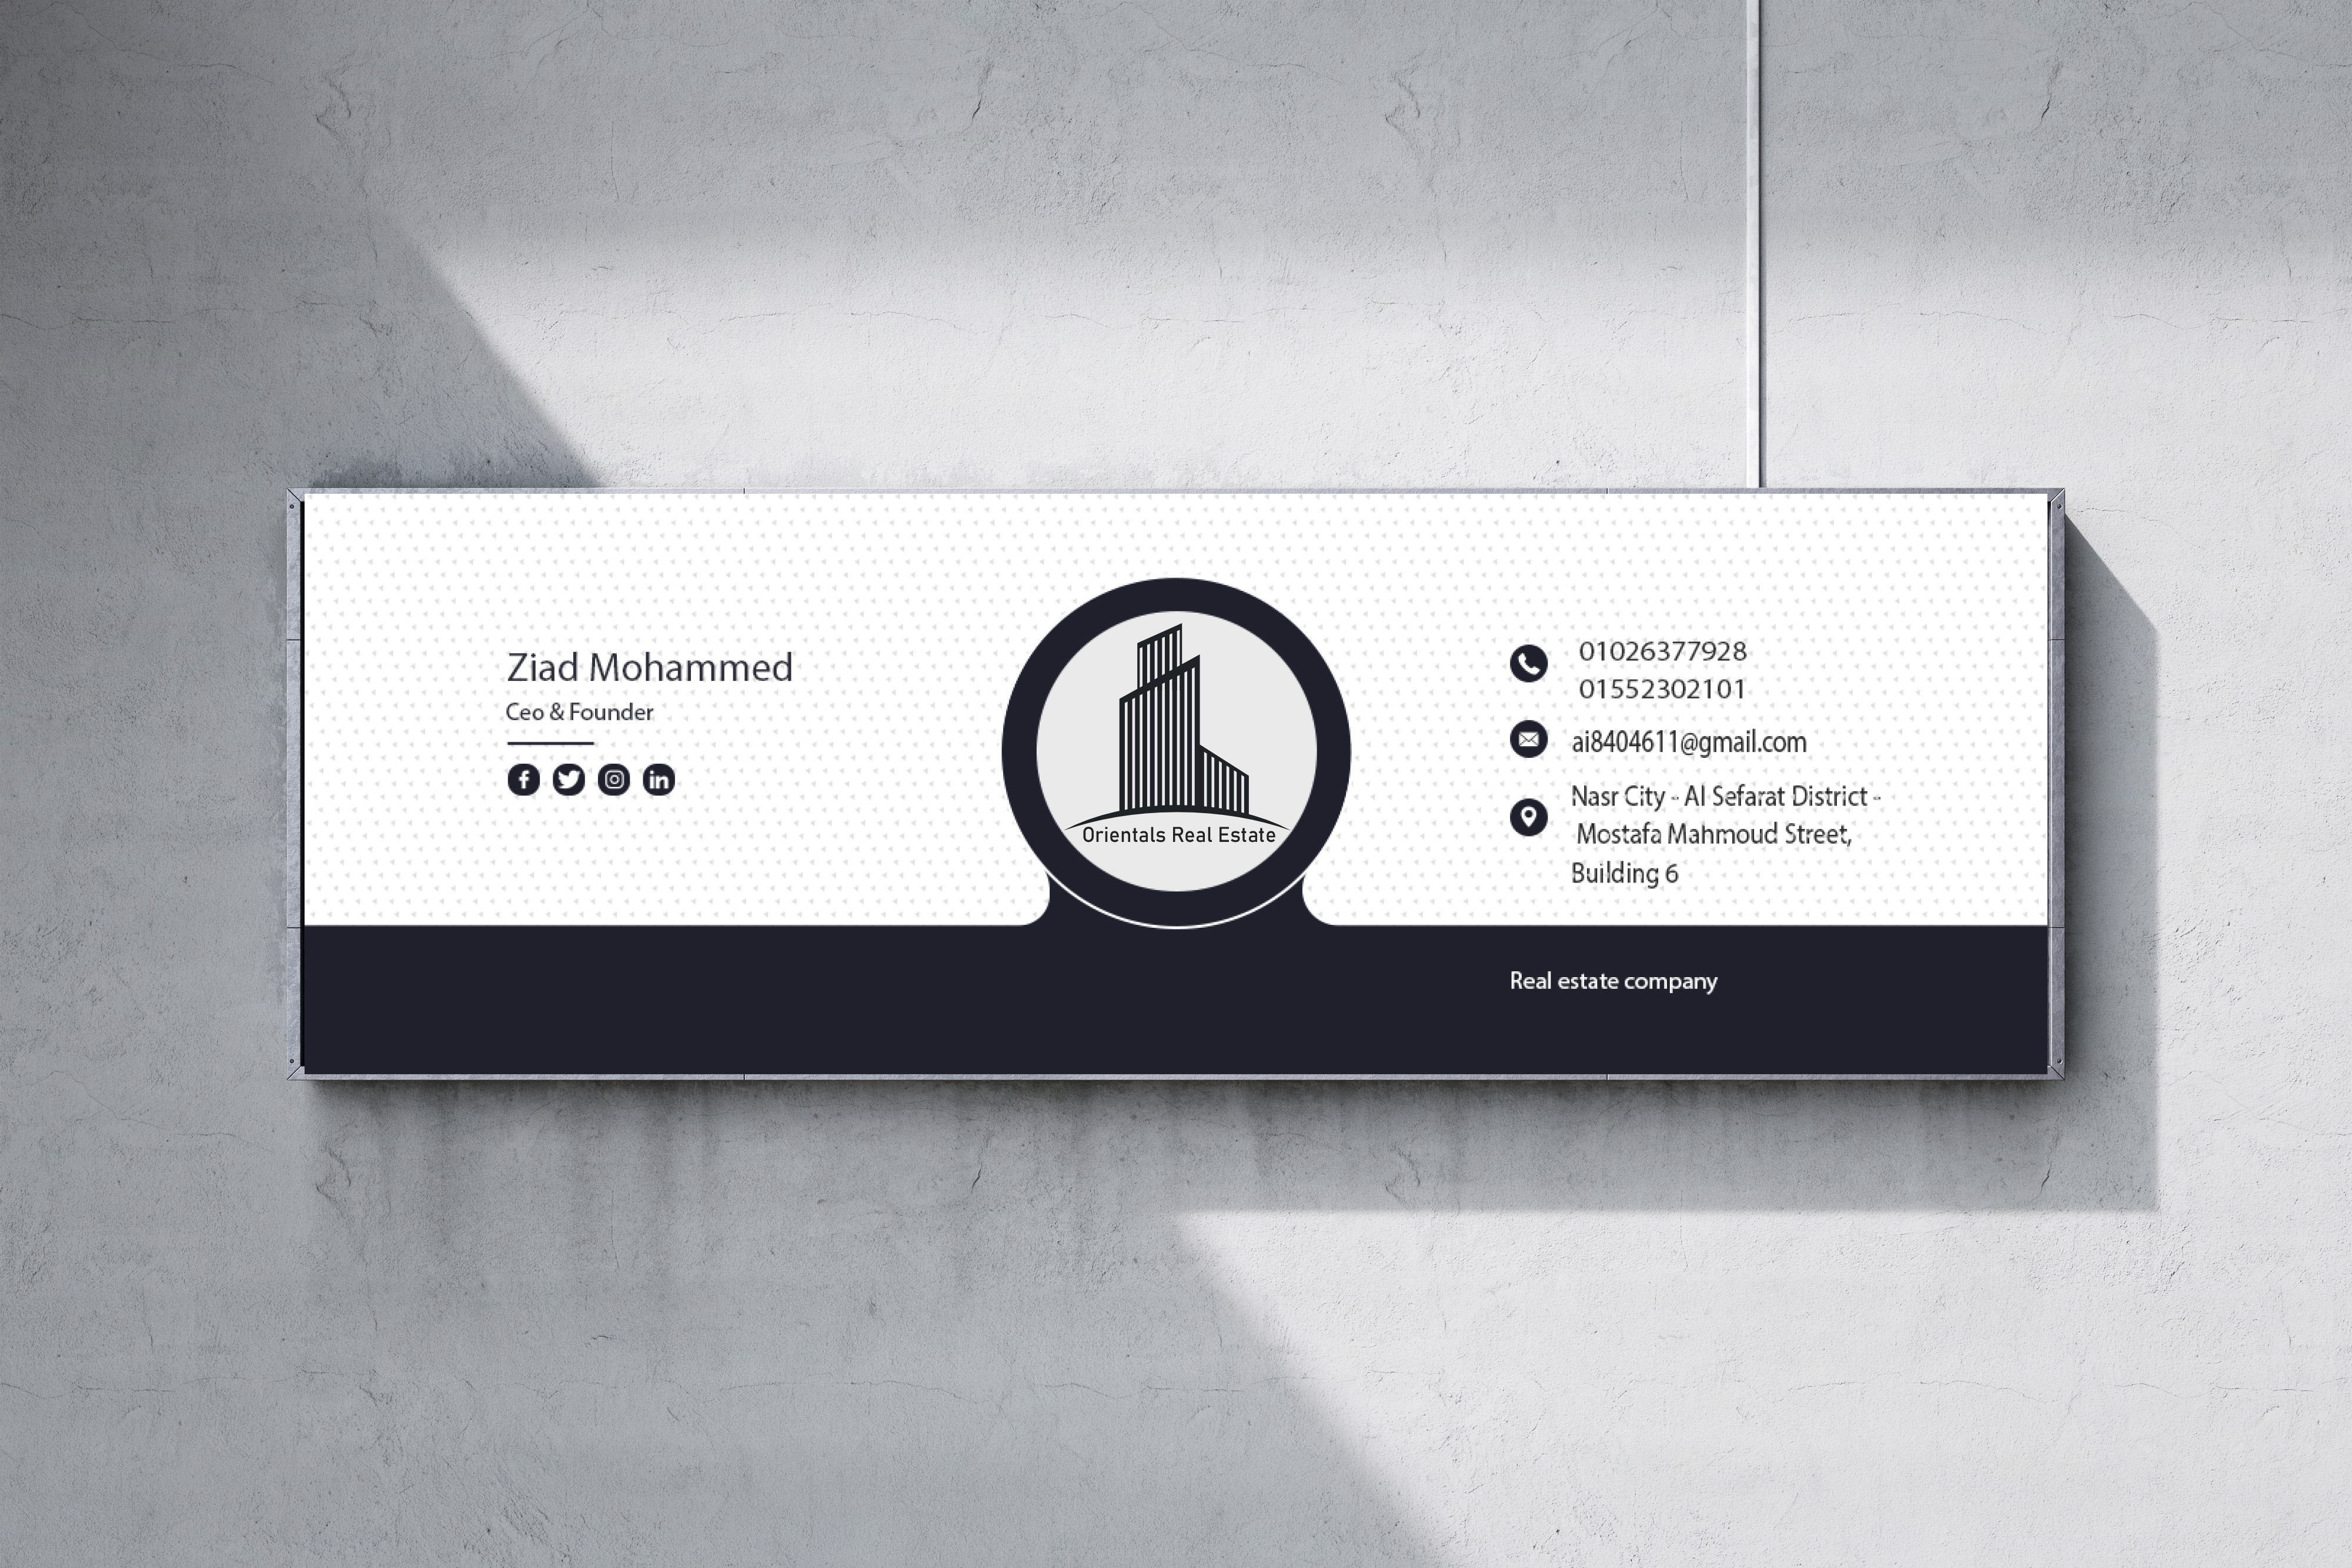 Ziad Mohammed
Ceo & Founder
Orientals Real Estate
01026377928
01552302101
ai8404611@gmail.com
Nasr City - Al Sefarat District -
Mostafa Mahmoud Street,
Building 6
Real estate company